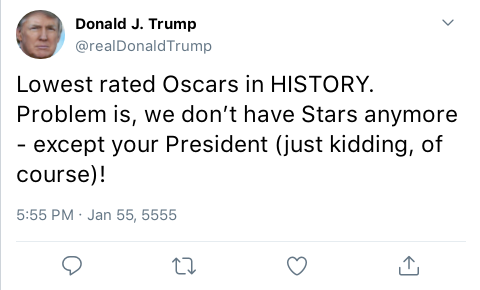 Donald J. Trump
@realDonaldTrump
Lowest rated Oscars in HISTORY.
Problem is, we don’t have Stars anymore
- except your President (just kidding, of
course)!
5:55 PM · Jan 55, 5555